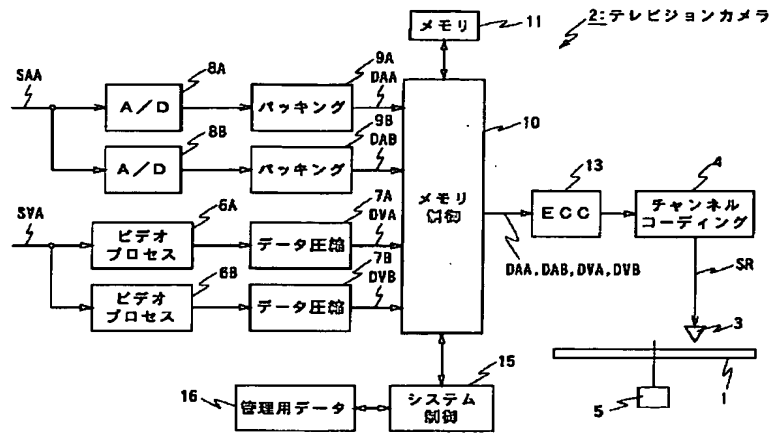 メモリ
11
2:テレビジョンカメラ
SAA
8A
A/D
9A
DAA
パッキング
8B
A/D
9B
DAB
パッキング
10
メモリ
制御
13
ECC
4
チャンネル
コーディング
SVA
6A
ビデオ
プロセス
7A
DVA
データ圧縮
6B
ビデオ
プロセス
7B
DVB
データ圧縮
DAA,DAB,DVA,DVB
SR
3
5
1
16
管理用データ
15
システム
制御